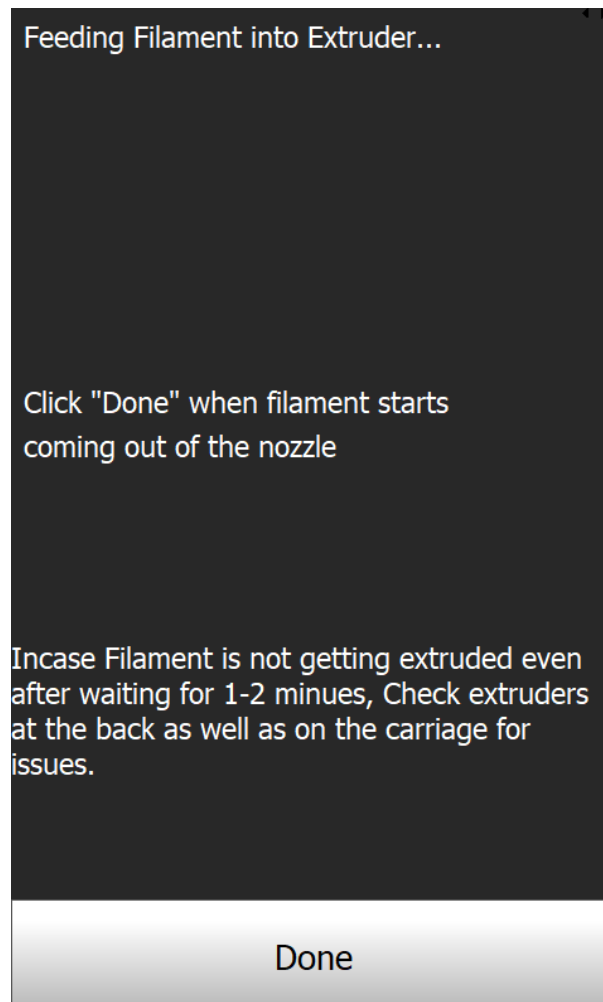 Feeding Filament into Extruder...
Click "Done" when filament starts
coming out of the nozzle
Incase Filament is not getting extruded even
after waiting for 1-2 minues, Check extruders
at the back as well as on the carriage for
issues.
Done